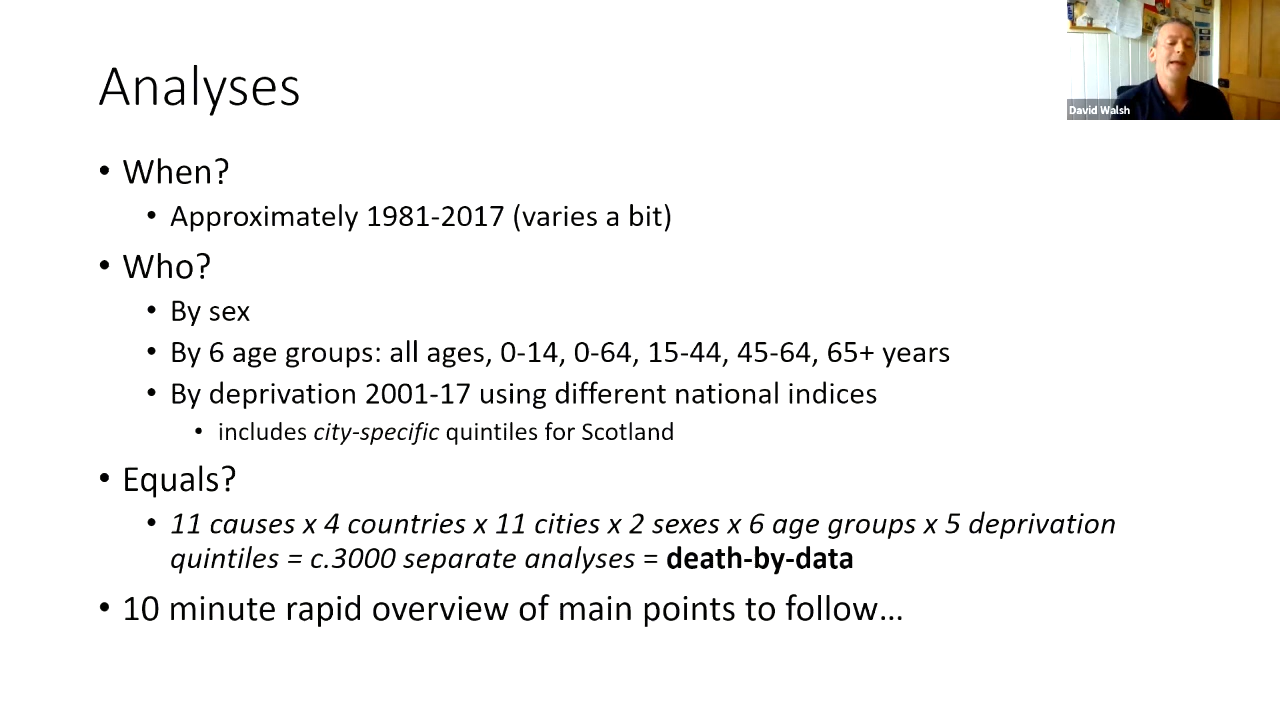 Analyses
David Walsh
• When?
• Approximately 1981-2017 (varies a bit)
• Who?
• By sex
• By 6 age groups: all ages, 0-14, 0-64, 15-44, 45-64, 65+ years
• By deprivation 2001-17 using different national indices
• includes city-specific quintiles for Scotland
• Equals?
• 11 causes x 4 countries x 11 cities x 2 sexes x 6 age groups x 5 deprivation
quintiles = c.3000 separate analyses = death-by-data
• 10 minute rapid overview of main points to follow...